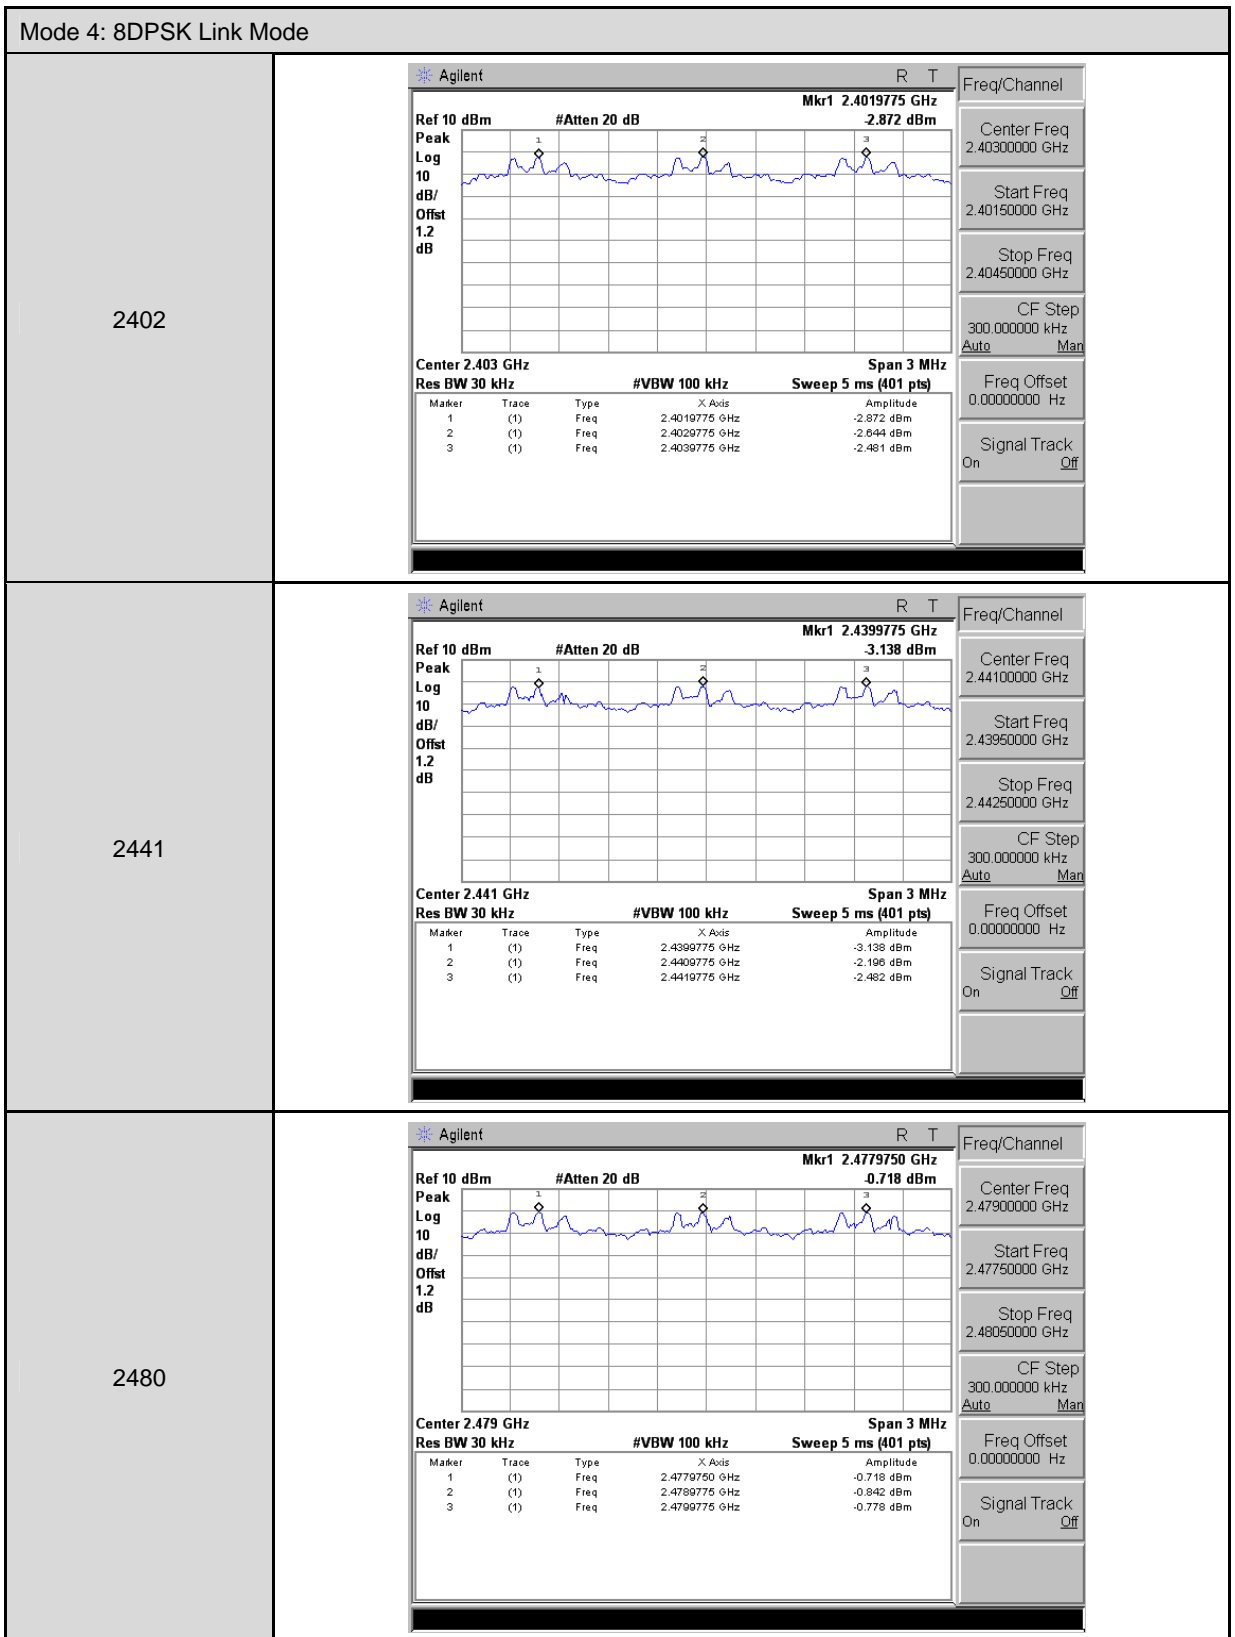 Mode 4: 8DPSK Link Mode
2402
Agilent R T
Mkr1 2.4019775 GHz
Ref 10 dBm #Atten 20 dB -2.872 dBm
Peak
Log
10
dB/
Offst
1.2
dB
1 2 3
Center 2.403 GHz Span 3 MHz
Res BW 30 kHz #VBW 100 kHz Sweep 5 ms (401 pts)
Marker Trace Type X Axis Amplitude
1 (1) Freq 2.4019775 GHz -2.872 dBm
2 (1) Freq 2.4029775 GHz -2.644 dBm
3 (1) Freq 2.4039775 GHz -2.481 dBm
Freq/Channel
Center Freq
2.40300000 GHz
Start Freq
2.40150000 GHz
Stop Freq
2.40450000 GHz
CF Step
300.000000 kHz
Auto Man
Freq Offset
0.00000000 Hz
Signal Track
On Off
2441
Agilent R T
Mkr1 2.4399775 GHz
Ref 10 dBm #Atten 20 dB -3.138 dBm
Peak
Log
10
dB/
Offst
1.2
dB
1 2 3
Center 2.441 GHz Span 3 MHz
Res BW 30 kHz #VBW 100 kHz Sweep 5 ms (401 pts)
Marker Trace Type X Axis Amplitude
1 (1) Freq 2.4399775 GHz -3.138 dBm
2 (1) Freq 2.4409775 GHz -2.196 dBm
3 (1) Freq 2.4419775 GHz -2.482 dBm
Freq/Channel
Center Freq
2.44100000 GHz
Start Freq
2.43950000 GHz
Stop Freq
2.44250000 GHz
CF Step
300.000000 kHz
Auto Man
Freq Offset
0.00000000 Hz
Signal Track
On Off
2480
Agilent R T
Mkr1 2.4779750 GHz
Ref 10 dBm #Atten 20 dB -0.718 dBm
Peak
Log
10
dB/
Offst
1.2
dB
1 2 3
Center 2.479 GHz Span 3 MHz
Res BW 30 kHz #VBW 100 kHz Sweep 5 ms (401 pts)
Marker Trace Type X Axis Amplitude
1 (1) Freq 2.4779750 GHz -0.718 dBm
2 (1) Freq 2.4789775 GHz -0.842 dBm
3 (1) Freq 2.4799775 GHz -0.778 dBm
Freq/Channel
Center Freq
2.47900000 GHz
Start Freq
2.47750000 GHz
Stop Freq
2.48050000 GHz
CF Step
300.000000 kHz
Auto Man
Freq Offset
0.00000000 Hz
Signal Track
On Off